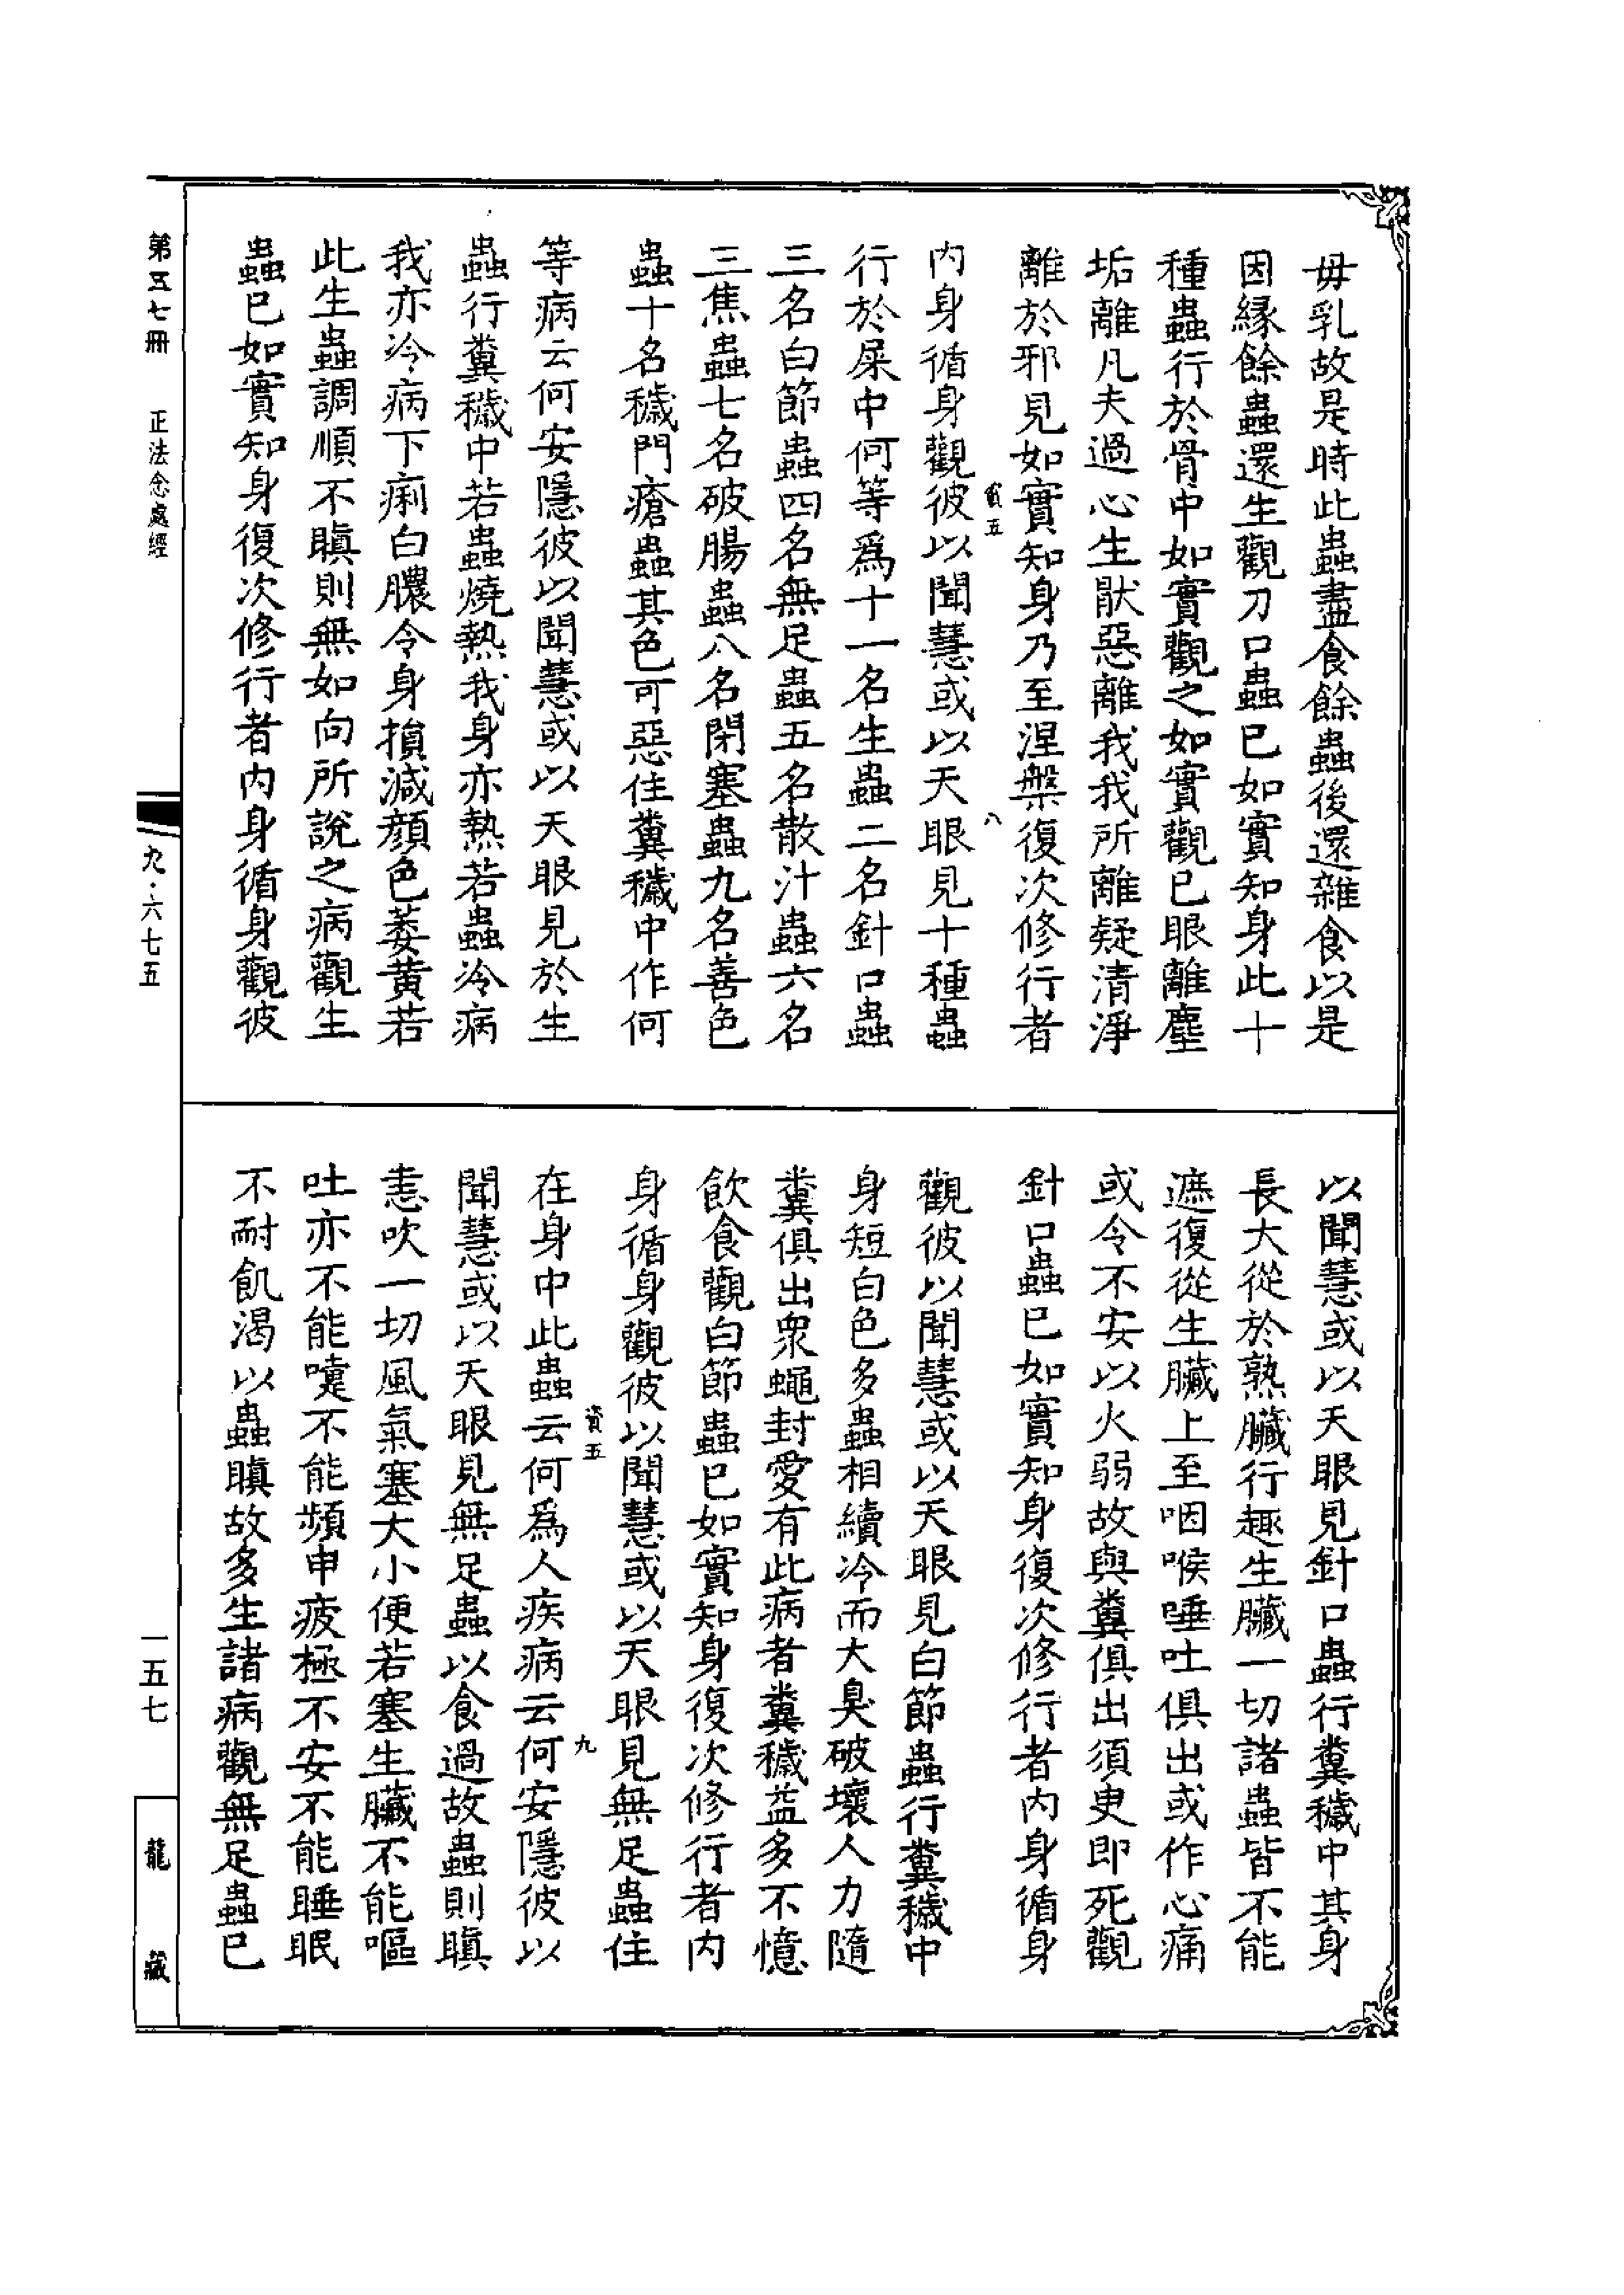 毋乳故是時此蟲盡食餘蟲後還雜食以是
因緣餘蟲還生觀刀口蟲已如實知身此十
種蟲行於骨中如實觀之如實觀已眼離塵
垢離凡夫過心生猒惡離我我所離疑清淨
離於邪見如實知身乃至涅槃復次修行者
資五
八
內身循身觀彼以聞慧或以天眼見十種蟲
行於屎中何等爲十一名生蟲二名針口蟲
三名白節蟲四名無足蟲五名散汁蟲六名
三焦蟲七名破腸蟲八名閉塞蟲九名善色
蟲十名穢門瘡蟲其色可惡住糞穢中作何
等病云何安隱彼以聞慧或以天眼見於生
蟲行糞穢中若蟲燒熱我身亦熱若蟲冷病
我亦冷病下痢白膿令身損減顏色萎黃若
此生蟲調順不瞋則無如向所說之病觀生
蟲已如實知身復次修行者內身循身觀彼
以聞慧或以天眼見針口蟲行糞穢中其身
長大從於熟臟行趣生臟一切諸蟲皆不能
遮復從生臟上至咽喉唾吐俱出或作心痛
或令不安以火弱故與糞俱出須臾即死觀
針口蟲已如實知身復次修行者內身循身
觀彼以聞慧或以天眼見白節蟲行糞穢中
身短白色多蟲相續冷而大臭破壞人力隨
糞俱出眾蠅封愛有此病者糞穢益多不憶
飲食觀白節蟲已如實知身復次修行者內
身循身觀彼以聞慧或以天眼見無足蟲住
資五
九
在身中此蟲云何爲人疾病云何安隱彼以
聞慧或以天眼見無足蟲以食過故蟲則瞋
恚吹一切風氣塞大小便若塞生臟不能嘔
吐亦不能嚏不能頻申疲極不安不能睡眠
不耐飢渴以蟲瞋故多生諸病觀無足蟲已
第五七冊 正法念處經
九·六七五
一五七
龍藏